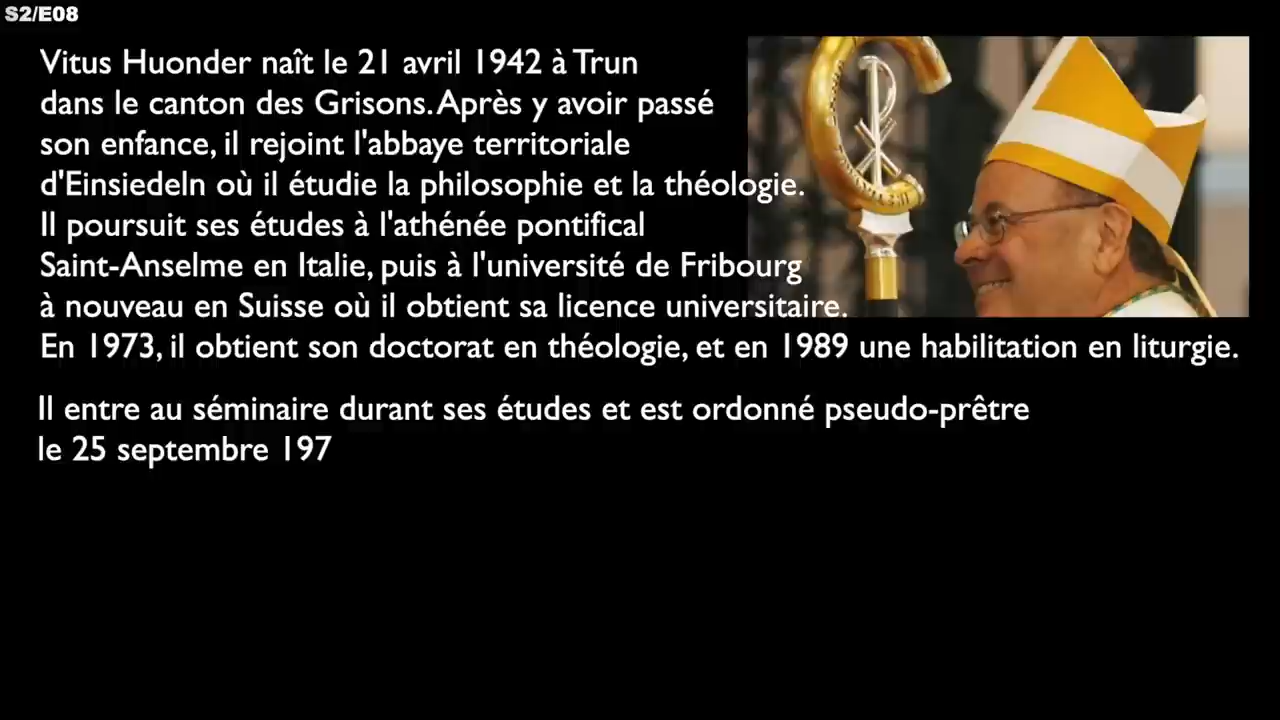 S2/E08
Vitus Huonder naît le 21 avril 1942 à Trun
dans le canton des Grisons. Après y avoir passé
son enfance, il rejoint l'abbaye territoriale
d'Einsiedeln où il étudie la philosophie et la théologie.
Il poursuit ses études à l'athénée pontifical
Saint-Anselme en Italie, puis à l'université de Fribourg
à nouveau en Suisse où il obtient sa licence universitaire.
En 1973, il obtient son doctorat en théologie, et en 1989 une habilitation en liturgie.
Il entre au séminaire durant ses études et est ordonné pseudo-prêtre
le 25 septembre 197